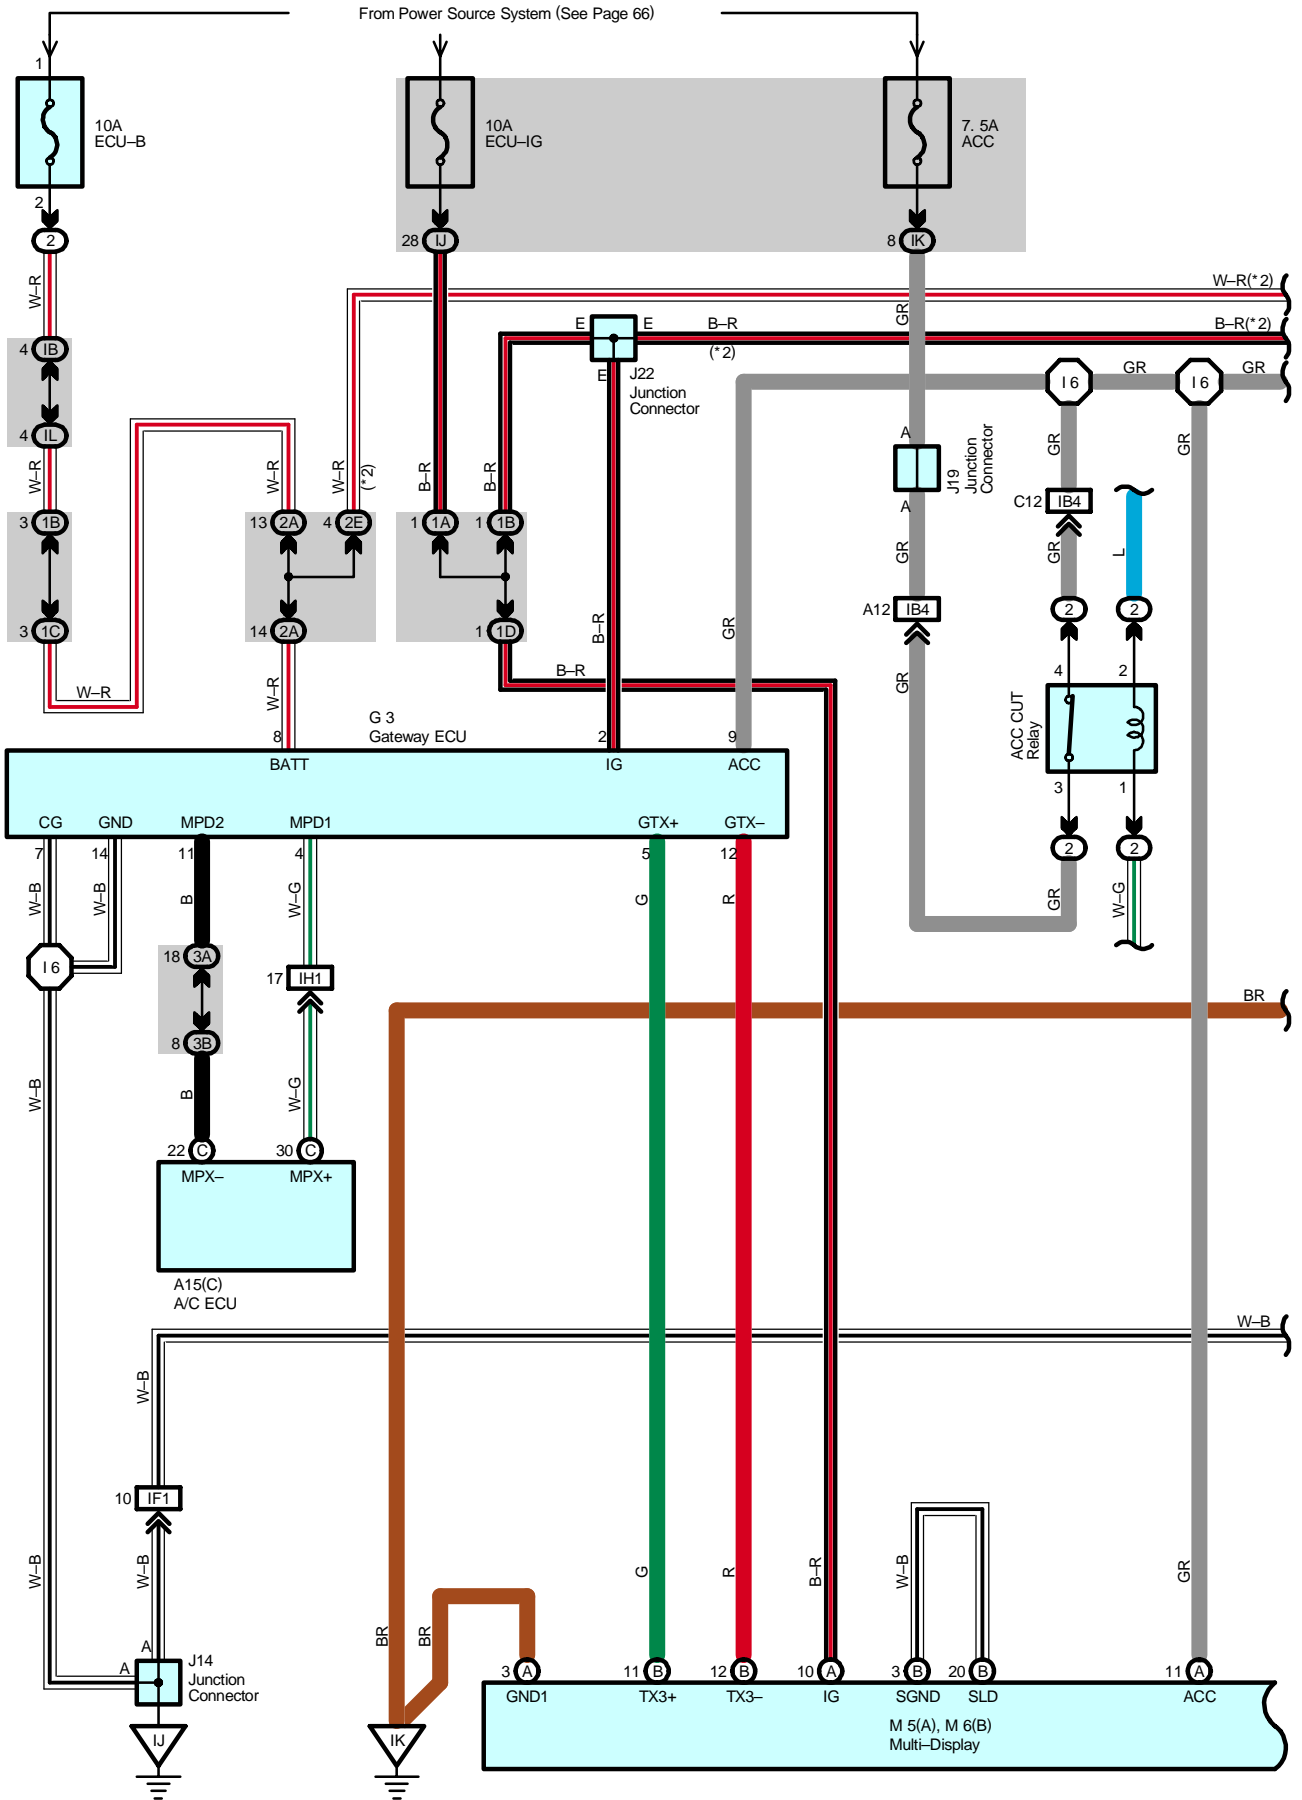 From Power Source System (See Page 66)
1
10A
ECU–B
10A
ECU–IG
7. 5A
ACC
2
2
28 IJ
8 IK
W–R
W–R(*2)
GR
E E B–R
B–R(*2)
(*2)
4 IB
E J22
Junction
Connector
I 6 GR I 6 GR
4 IL
A
J19
Junction
Connector
A
W–R
W–R
W–R
(*2)
B–R
B–R
GR
GR
C12 IB4
3 1B
13 2A
4 2E
1 1A
1 1B
GR
GR
L
A12 IB4
2
2
3 1C
14 2A
1 1D
B–R
GR
W–R
W–R
B–R
GR
4 2
ACC CUT
Relay
3 1
G 3
Gateway ECU
8 2 9
BATT IG ACC
CG GND MPD2 MPD1 GTX+ GTX–
7 14 11 4 5 12
2
2
W–B
W–B
B
W–G
G
R
GR
W–G
I 6
18 3A
17 IH1
BR
8 3B
W–B
B
W–G
22 C
30 C
MPX– MPX+
A15(C)
A/C ECU
W–B
W–B
10 IF1
W–B
W–B
G
R
B–R
W–B
GR
BR
BR
A
A
J14
Junction
Connector
3 A
11 B
12 B
10 A
3 B
20 B
11 A
GND1 TX3+ TX3– IG SGND SLD ACC
M 5(A), M 6(B)
Multi–Display
IJ
IK